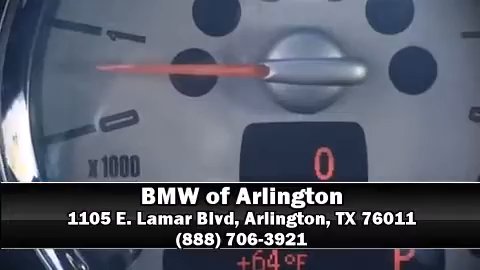 1
0
x1000
0
BMW of Arlington
1105 E. Lamar Blvd, Arlington, TX 76011
(888) 706-3921
+64°F P